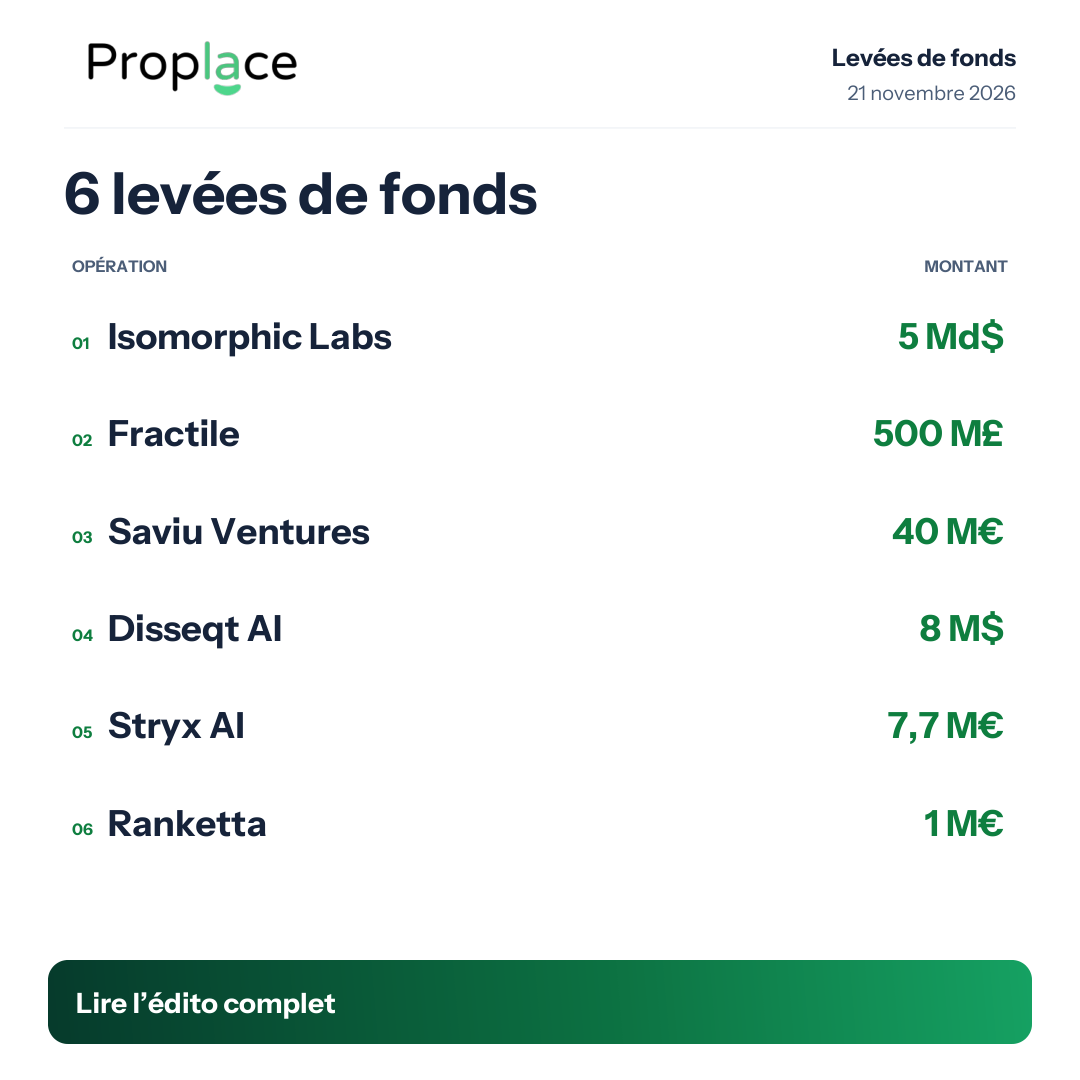 Proplace
Levées de fonds
21 novembre 2026
6 levées de fonds
OPÉRATION MONTANT
01 Isomorphic Labs 5 Md$
02 Fractile 500 M£
03 Saviu Ventures 40 M€
04 Disseqt AI 8 M$
05 Stryx AI 7,7 M€
06 Ranketta 1 M€
Lire l’édito complet